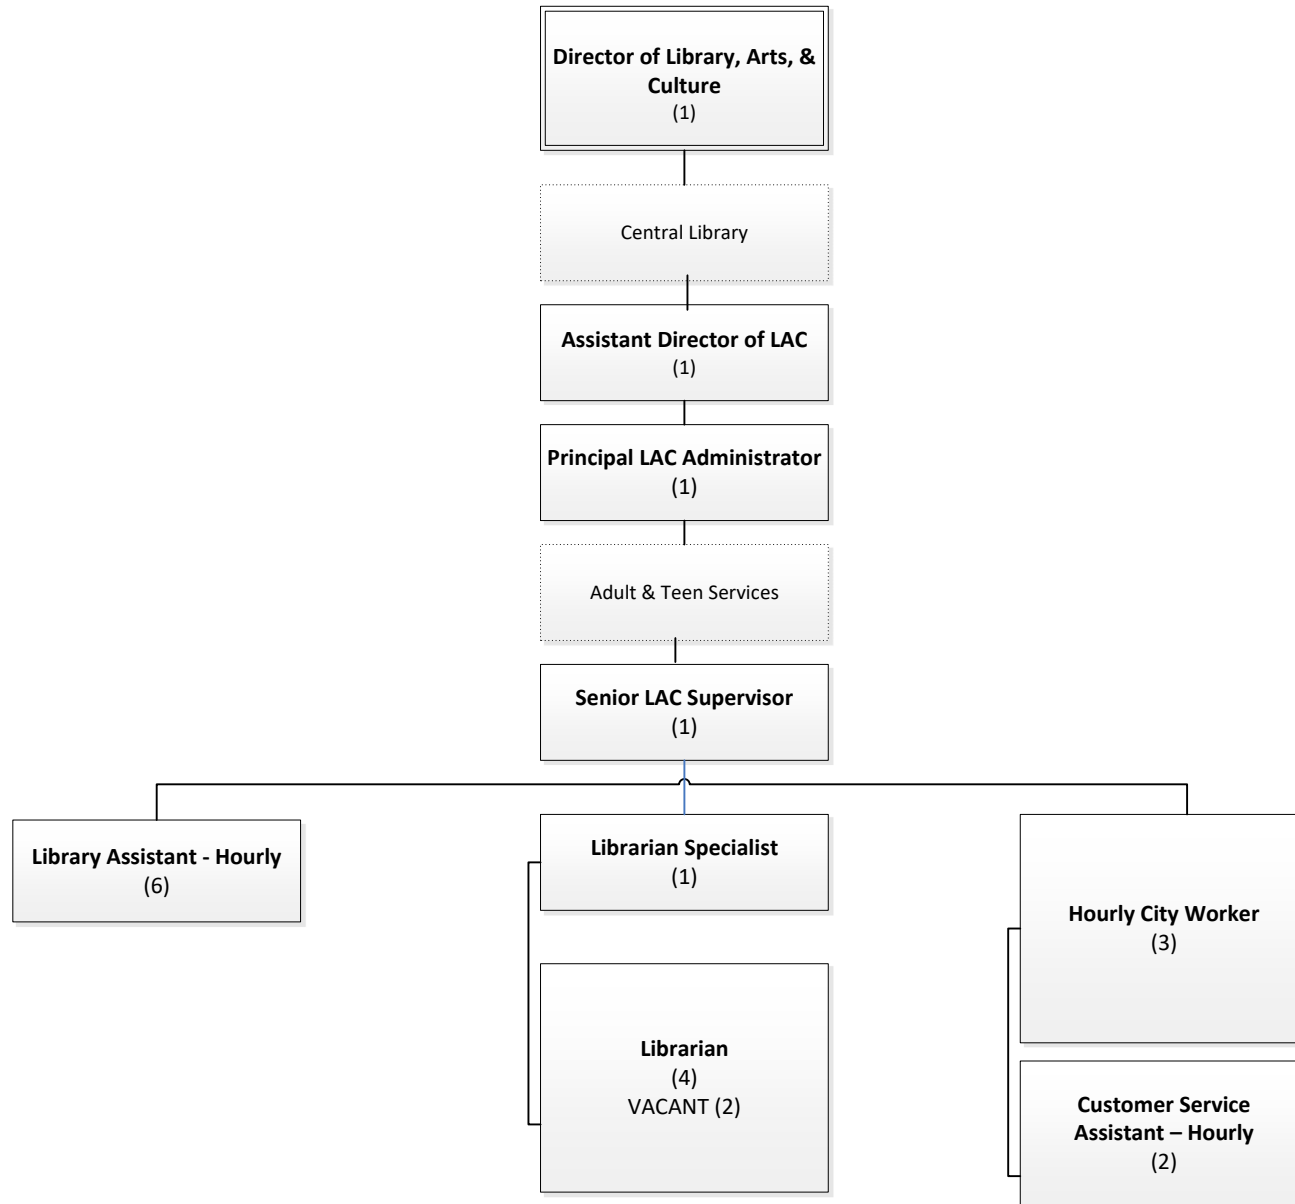 Director of Library, Arts, &
Culture
(1)
Central Library
Assistant Director of LAC
(1)
Principal LAC Administrator
(1)
Adult & Teen Services
Senior LAC Supervisor
(1)
Library Assistant - Hourly
(6)
Librarian Specialist
(1)
Hourly City Worker
(3)
Librarian
(4)
VACANT (2)
Customer Service
Assistant – Hourly
(2)